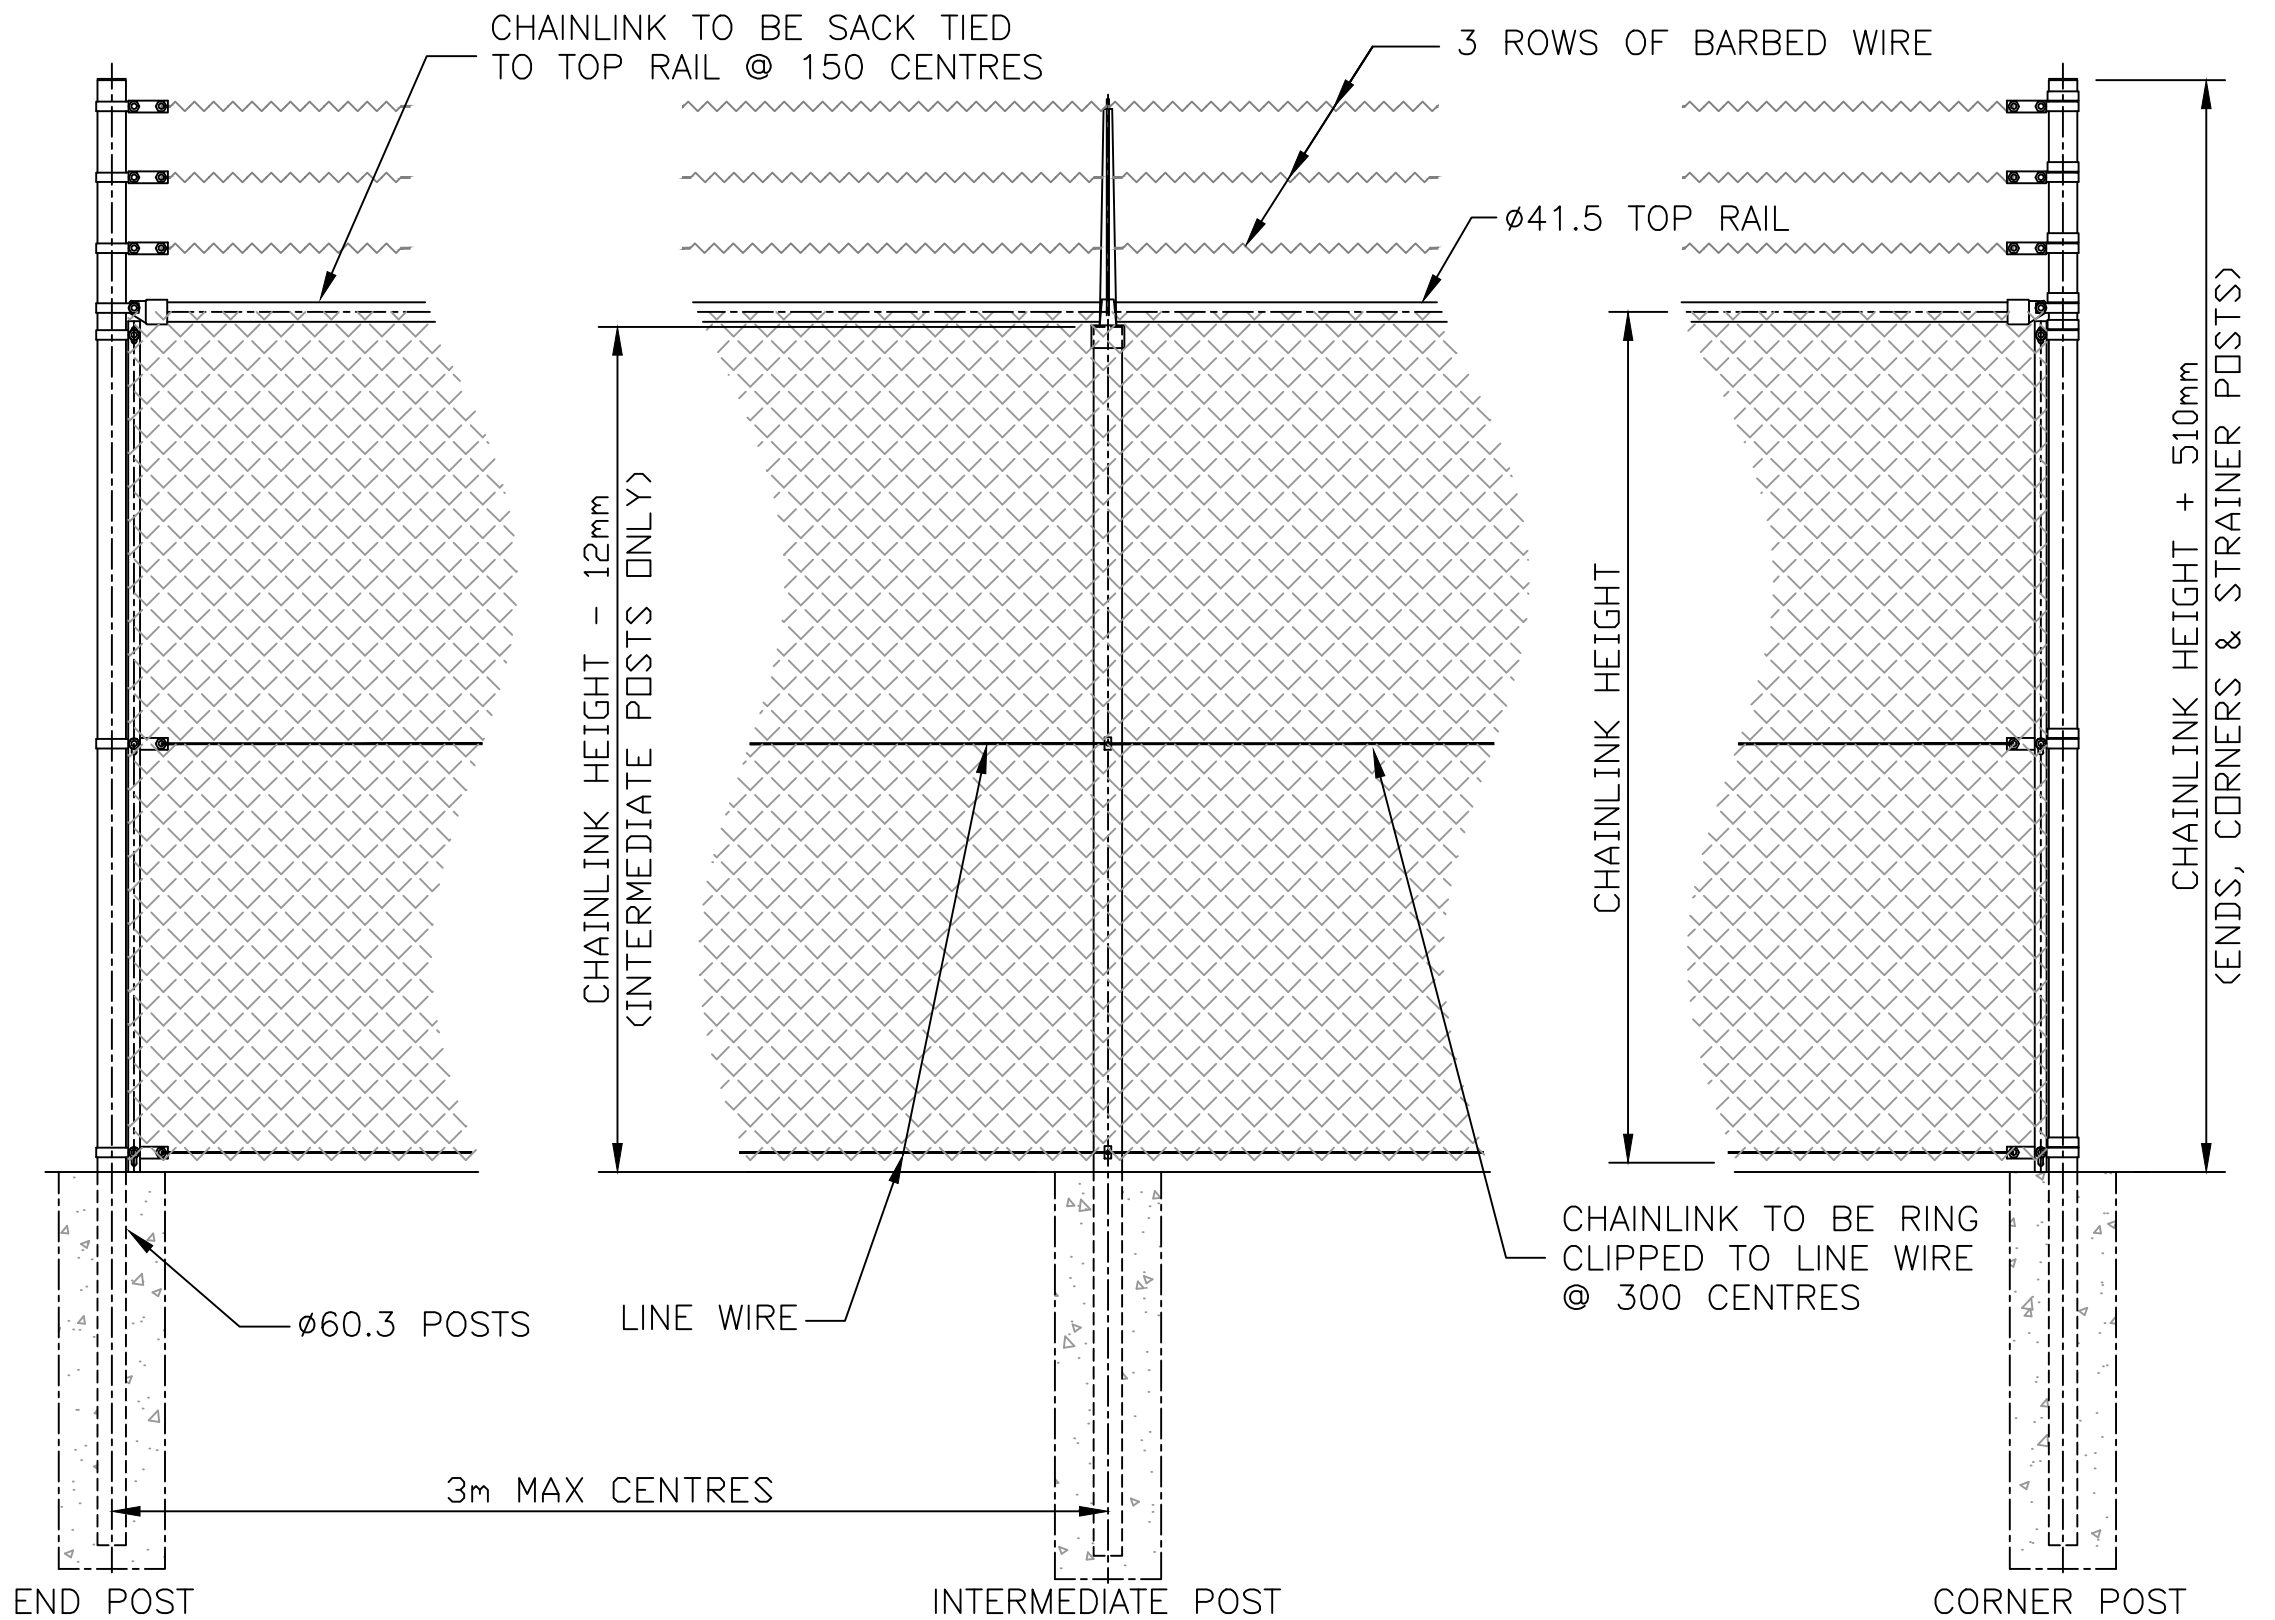 CHAINLINK TO BE SACK TIED
TO TOP RAIL @ 150 CENTRES
3 ROWS OF BARBED WIRE
ø41.5 TOP RAIL
CHAINLINK HEIGHT - 12mm
(INTERMEDIATE POSTS ONLY)
CHAINLINK HEIGHT
CHAINLINK HEIGHT + 510mm
(ENDS, CORNERS & STRAINER POSTS)
CHAINLINK TO BE RING
CLIPPED TO LINE WIRE
@ 300 CENTRES
ø60.3 POSTS
LINE WIRE
3m MAX CENTRES
END POST
INTERMEDIATE POST
CORNER POST